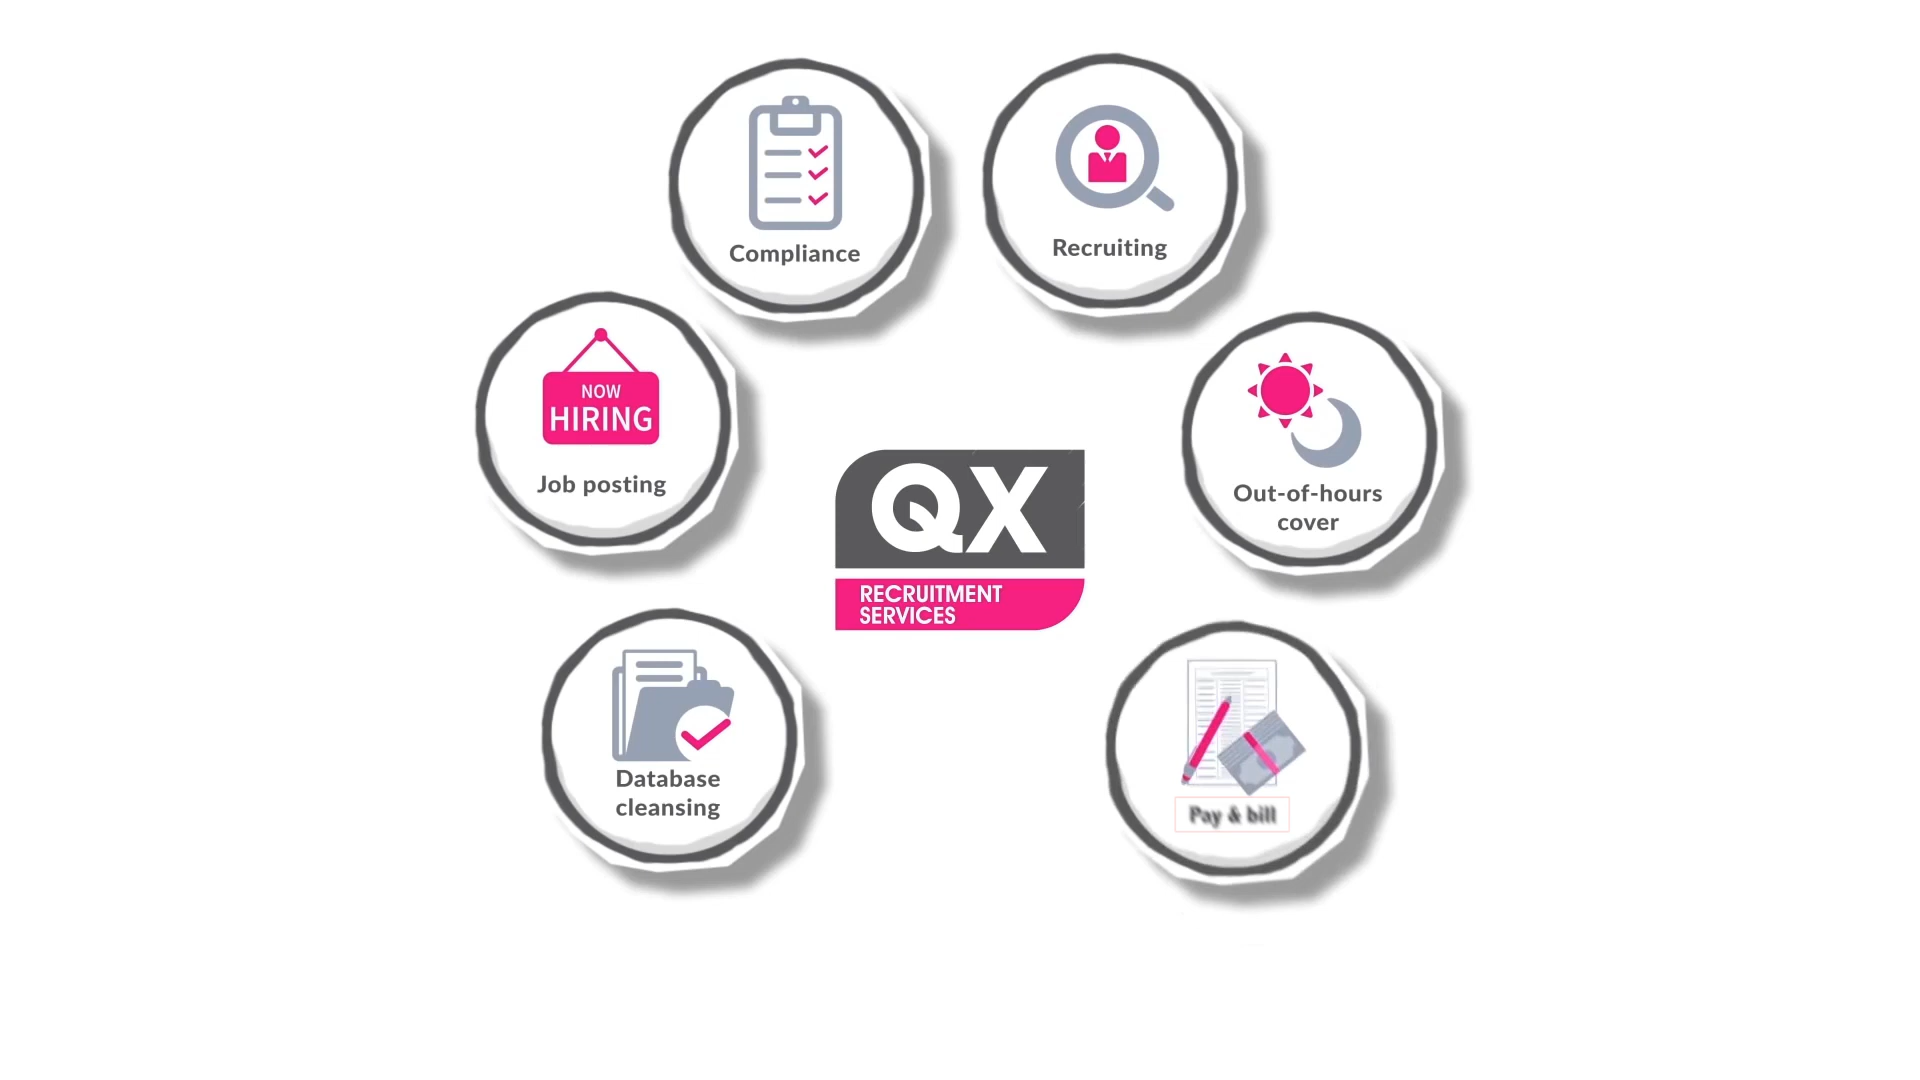 Compliance
Recruiting
NOW
HIRING
Job posting
Out-of-hours
cover
QX
RECRUITMENT
SERVICES
Database
cleansing
Pay & bill